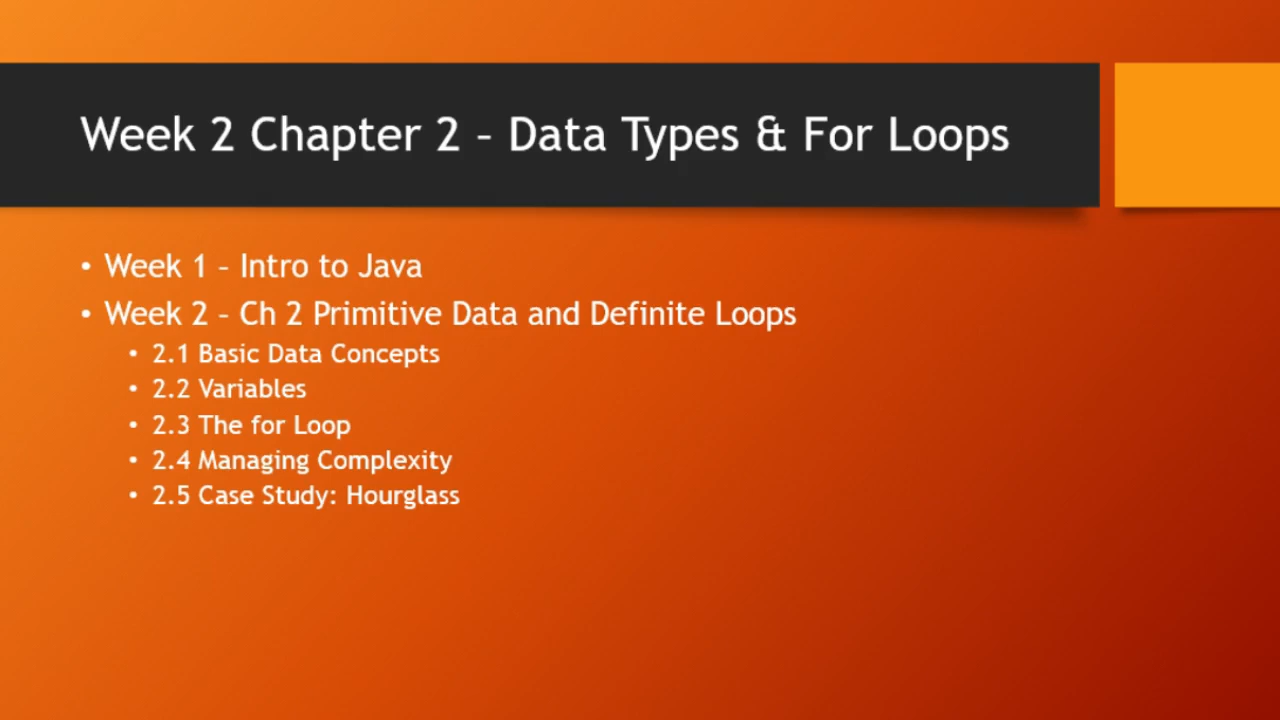 Week 2 Chapter 2 – Data Types & For Loops
• Week 1 – Intro to Java
• Week 2 – Ch 2 Primitive Data and Definite Loops
• 2.1 Basic Data Concepts
• 2.2 Variables
• 2.3 The for Loop
• 2.4 Managing Complexity
• 2.5 Case Study: Hourglass